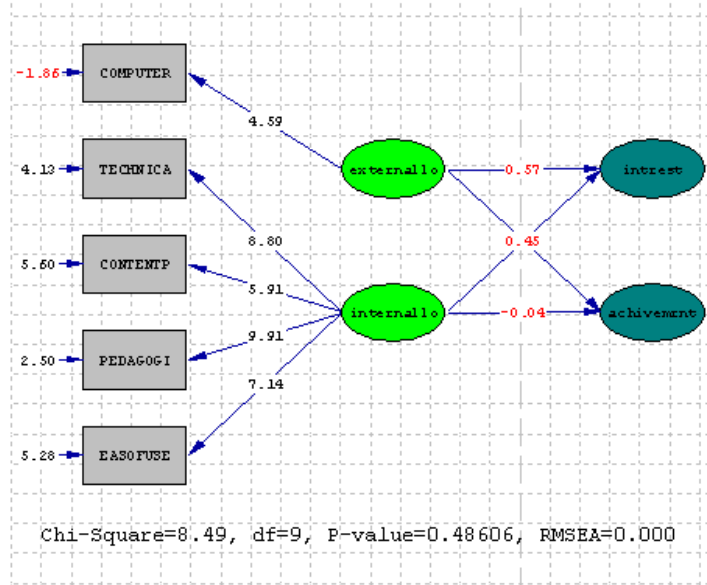 -1.86 COMPUTER
4.59
4.13 TECHNICA externallo 0.57 intrest
8.80 0.45
5.60 CONTENTP
5.91
internallo -0.04 achivemrnt
9.91
2.50 PEDAGOGI
7.14
5.28 EASOFUSE
Chi-Square=8.49, df=9, P-value=0.48606, RMSEA=0.000